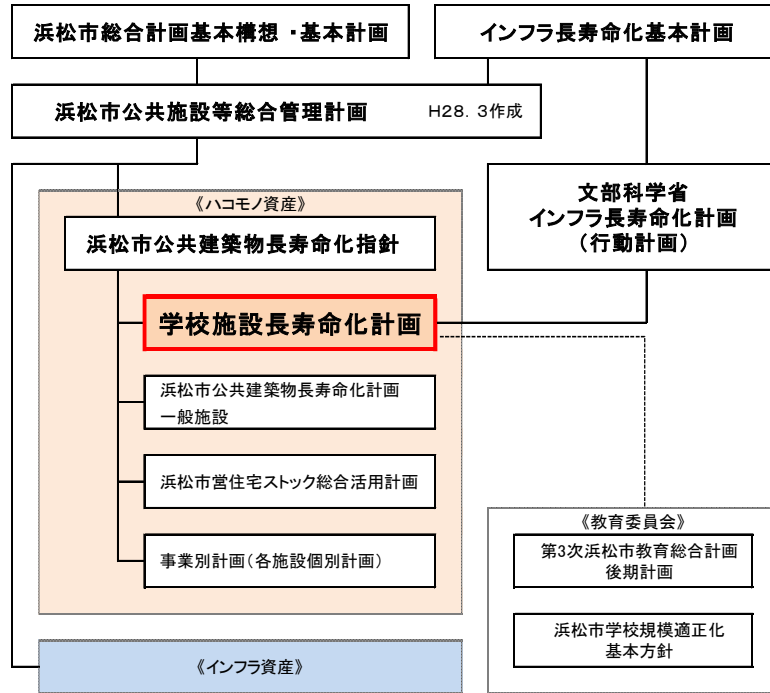 浜松市総合計画基本構想・基本計画
インフラ長寿命化基本計画
浜松市公共施設等総合管理計画 H28.3作成
文部科学省
インフラ長寿命化計画
（行動計画）
《ハコモノ資産》
浜松市公共建築物長寿命化指針
学校施設長寿命化計画
浜松市公共建築物長寿命化計画
一般施設
浜松市営住宅ストック総合活用計画
事業別計画（各施設個別計画）
《教育委員会》
第3次浜松市教育総合計画
後期計画
浜松市学校規模適正化
基本方針
《インフラ資産》